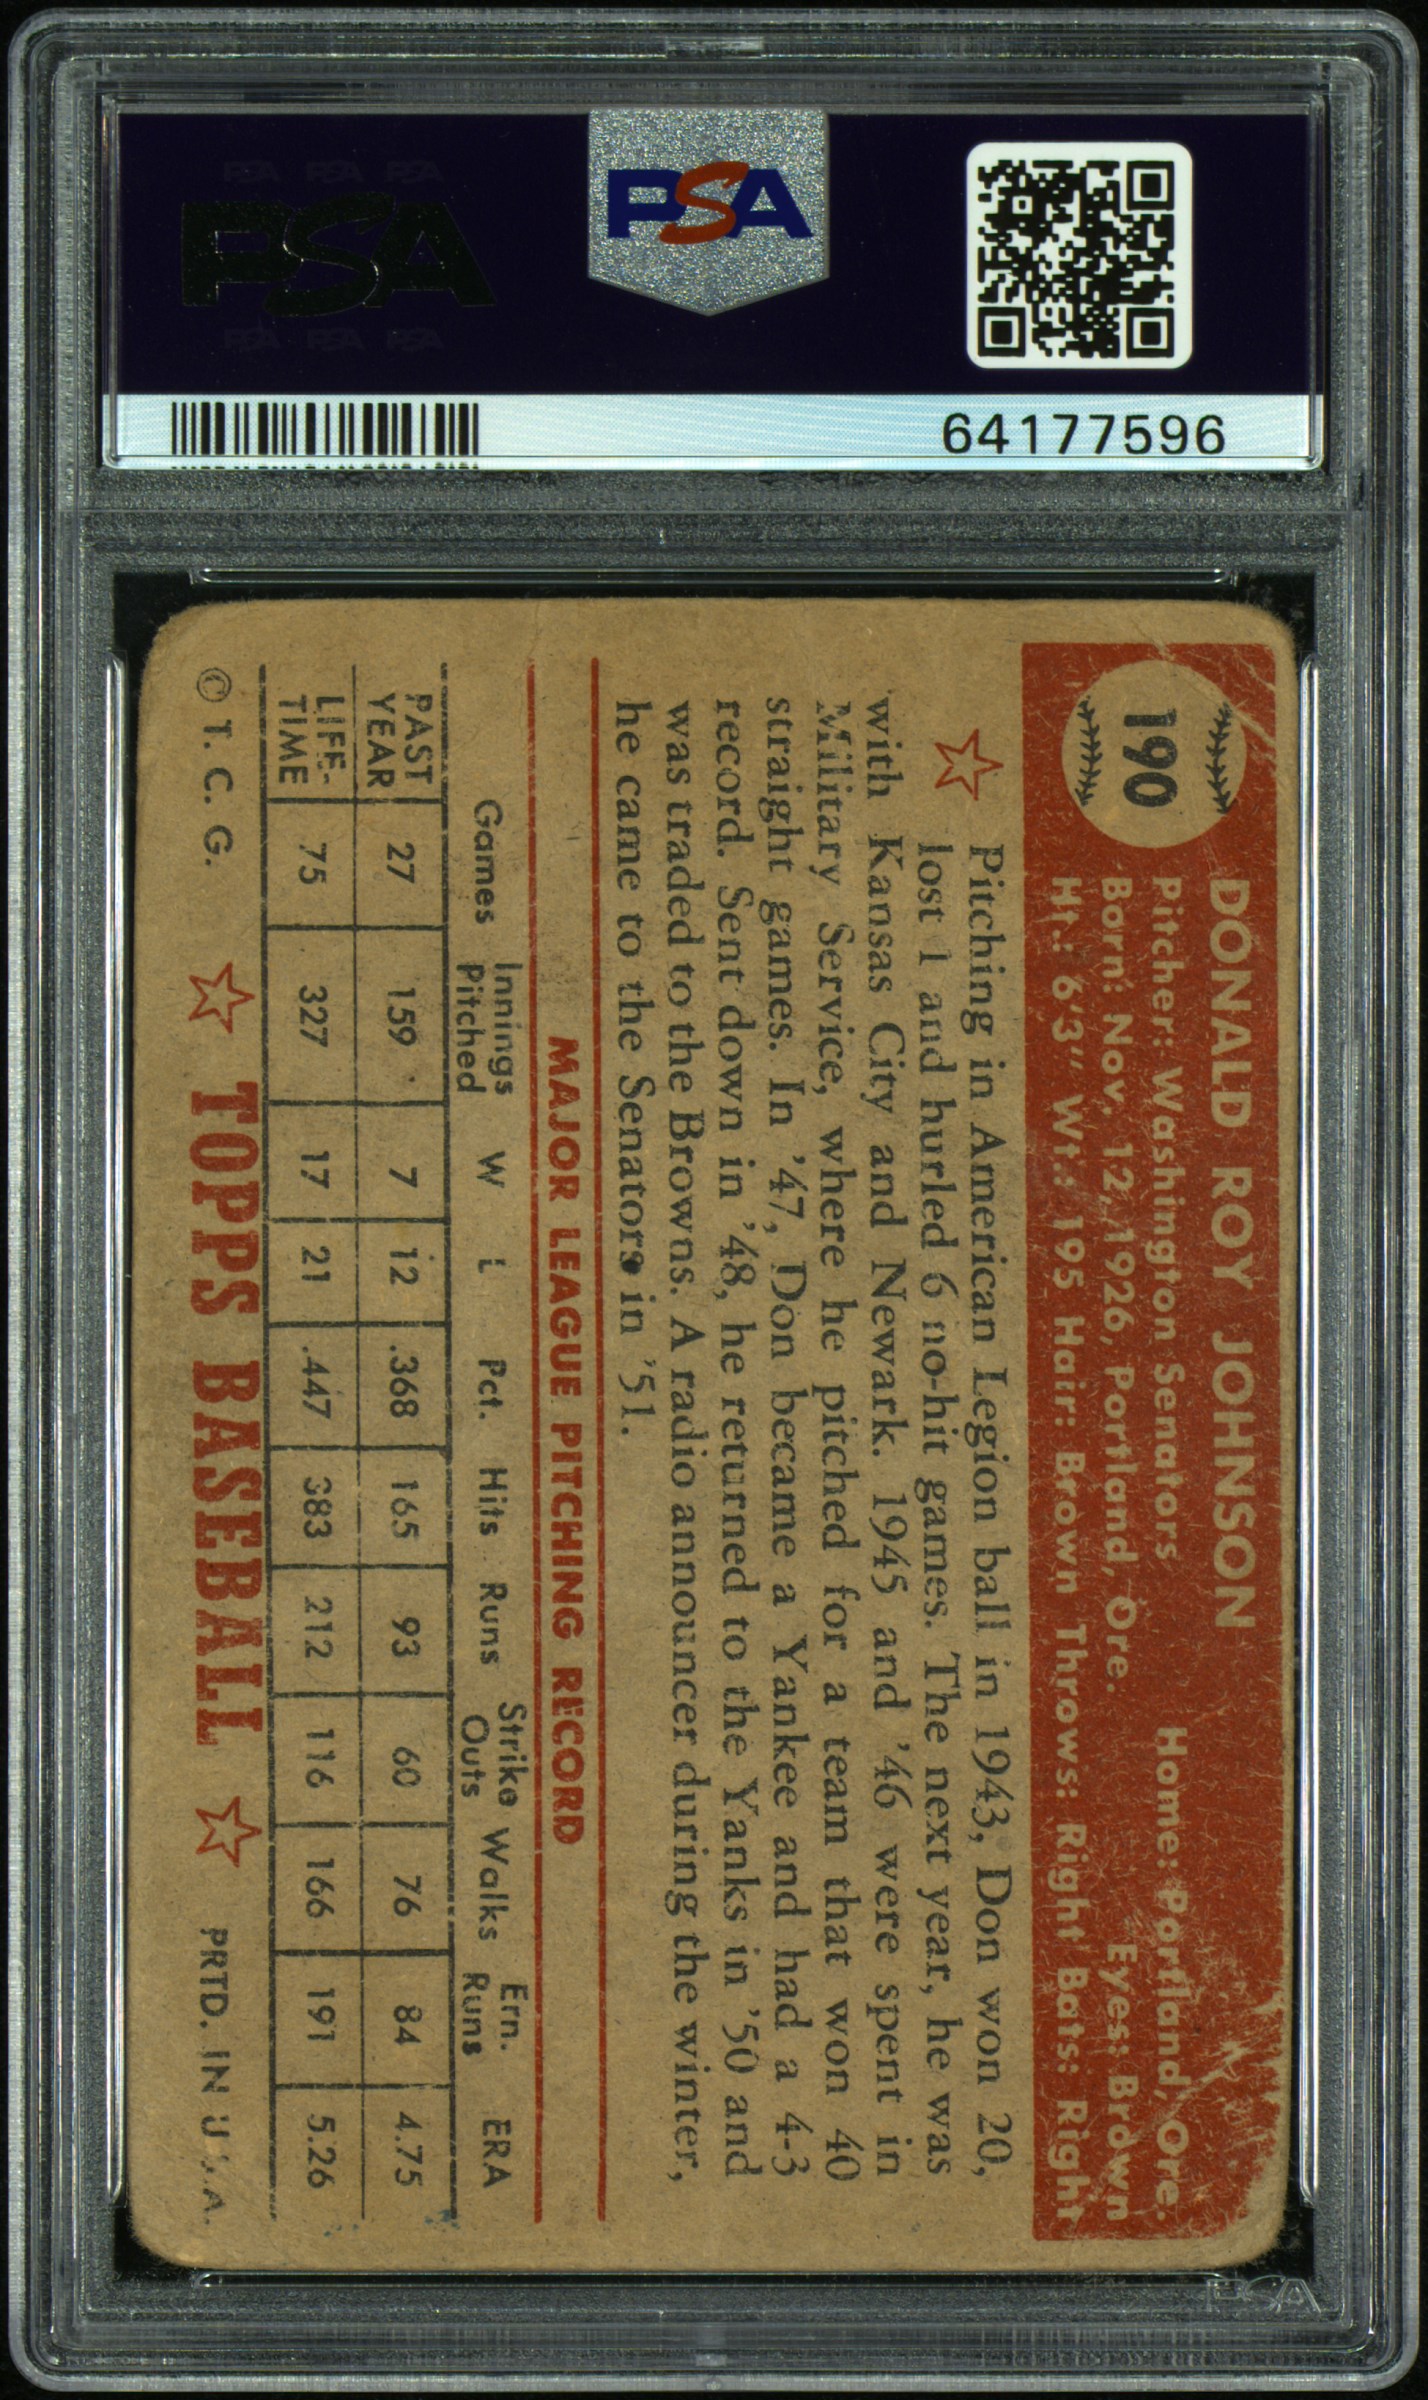 PSA PSA PSA
PSA
PSA PSA PSA
PSA
64177596
190
DONALD ROY JOHNSON
Pitcher: Washington Senators Home: Portland, Ore.
Born: Nov. 12, 1926, Portland, Ore. Eyes: Brown
Ht.: 6'3" Wt.: 195 Hair: Brown Throws: Right Bats: Right
Pitching in American Legion ball in 1943, Don won 20,
lost 1 and hurled 6 no-hit games. The next year, he was
with Kansas City and Newark. 1945 and '46 were spent in
Military Service, where he pitched for a team that won 40
straight games. In '47, Don became a Yankee and had a 4-3
record. Sent down in '48, he returned to the Yanks in '50 and
was traded to the Browns. A radio announcer during the winter,
he came to the Senators in '51.
MAJOR LEAGUE PITCHING RECORD
Games Innings Pitched W L Pct. Hits Runs Strike Outs Walks Ern. Runs ERA
PAST YEAR 27 159 7 12 .368 165 93 60 76 84 4.75
LIFE-TIME 75 327 17 21 .447 383 212 116 166 191 5.26
© T. C. G. TOPPS BASEBALL PRTD. IN U.S.A.
PSA